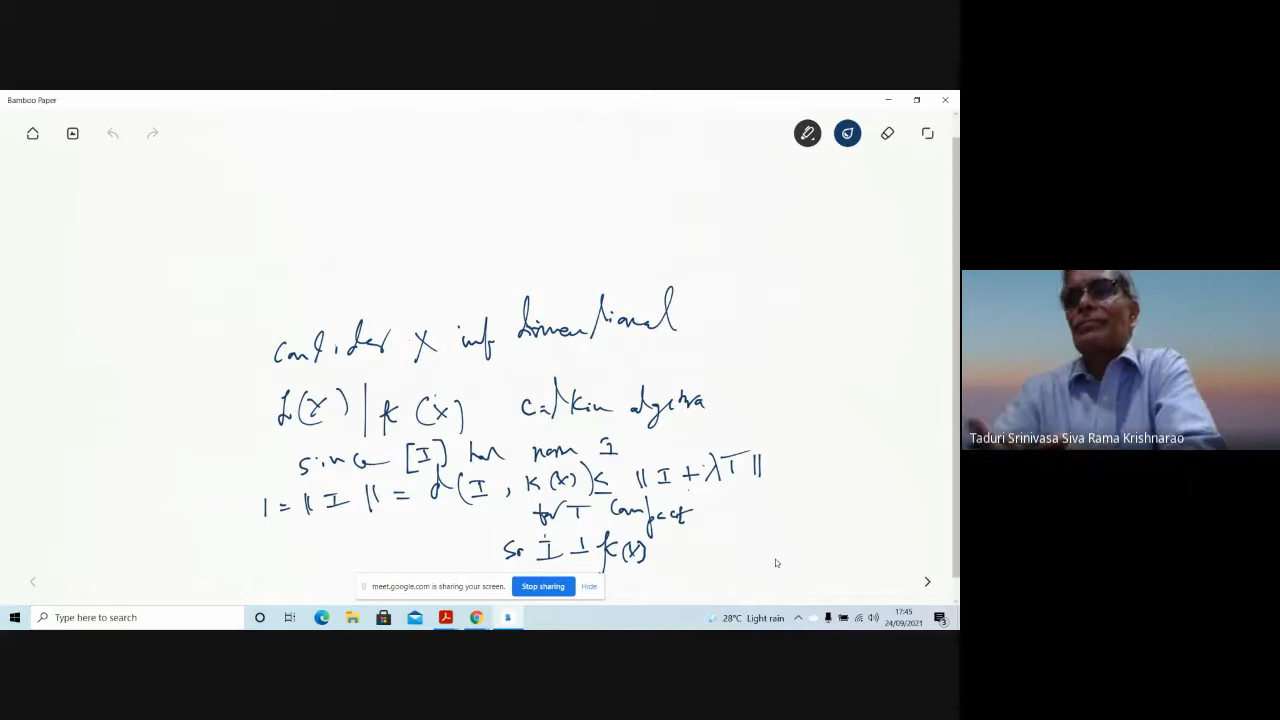 Bamboo Paper
consider X inf dimensional
L(X) | K(X) calkin algebra
since [I] has norm 1
1 = || I || = d(I, K(X)) ≤ || I + λT ||
for T compact
So I ⊥ K(X)
Taduri Srinivasa Siva Rama Krishnarao
meet.google.com is sharing your screen. Stop sharing Hide
Type here to search
28°C Light rain
17:45
24/09/2021
3